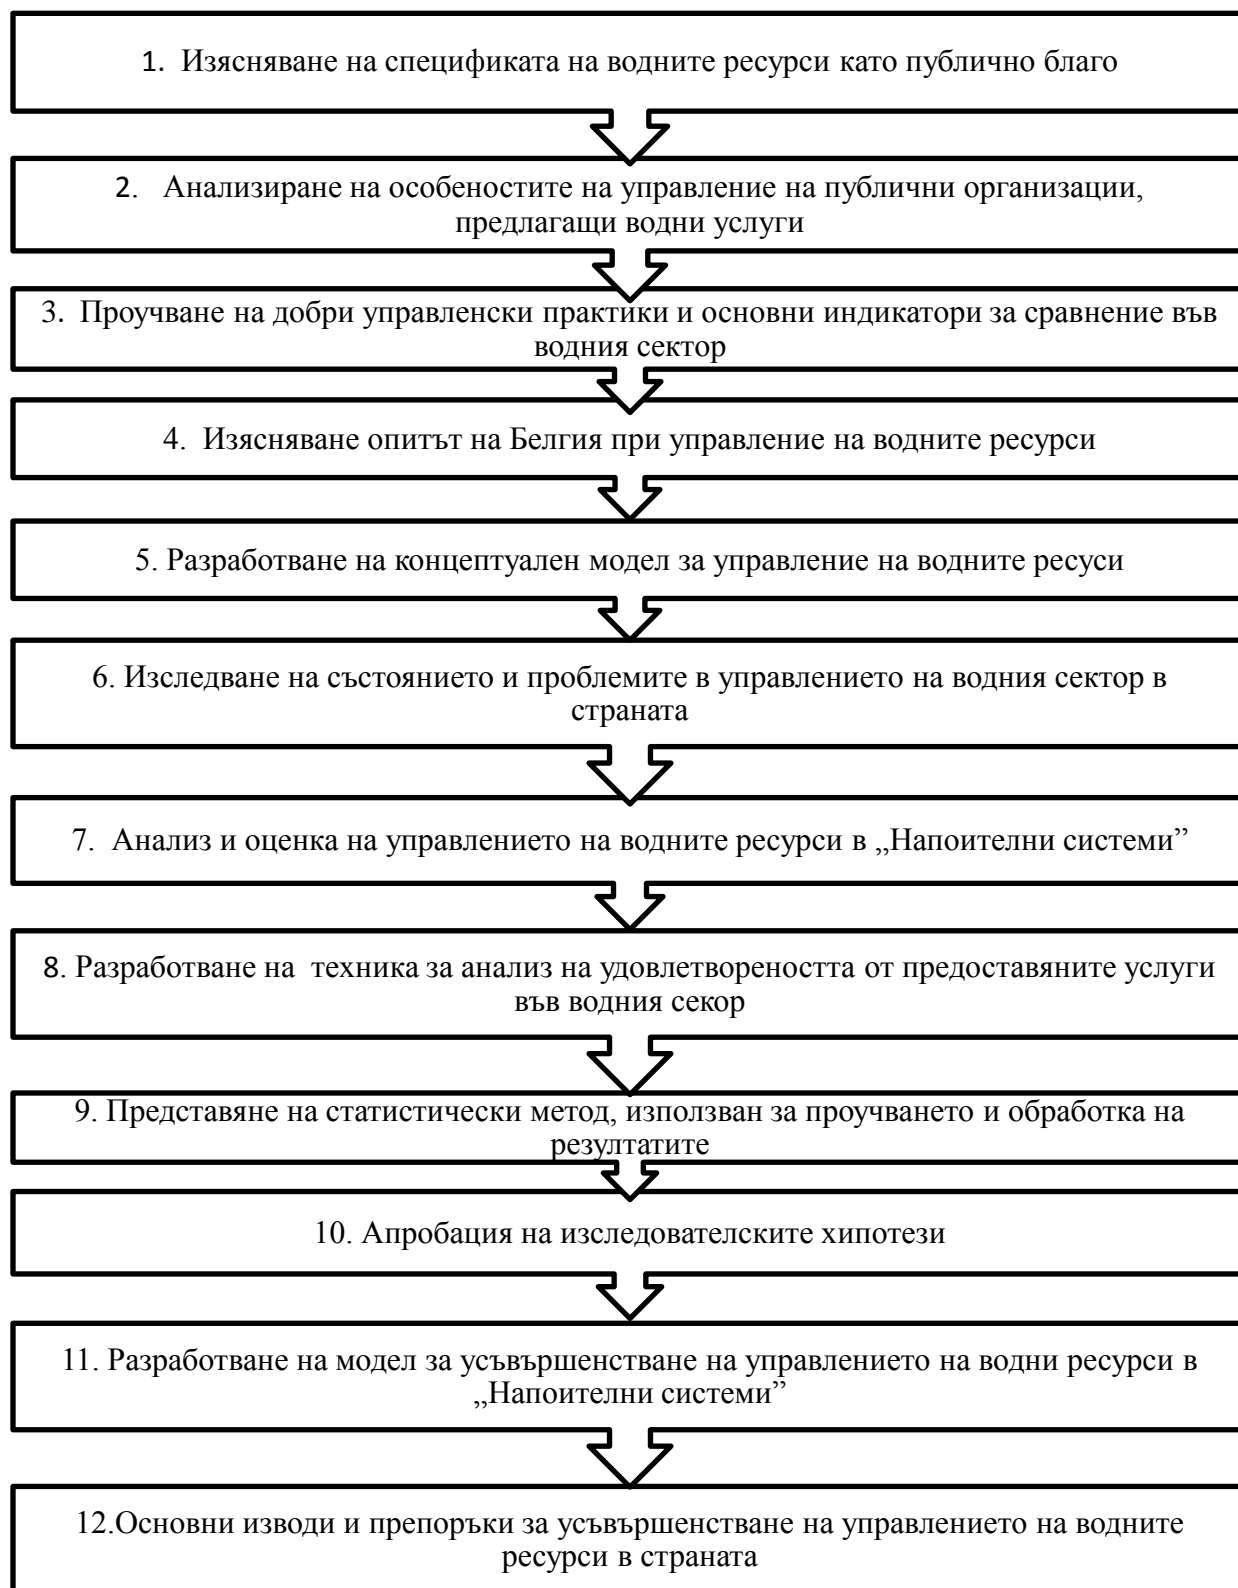 1. Изясняване на спецификата на водните ресурси като публично благо
2. Анализиране на особеностите на управление на публични организации,
предлагащи водни услуги
3. Проучване на добри управленски практики и основни индикатори за сравнение във
водния сектор
4. Изясняване опитът на Белгия при управление на водните ресурси
5. Разработване на концептуален модел за управление на водните ресуси
6. Изследване на състоянието и проблемите в управлението на водния сектор в
страната
7. Анализ и оценка на управлението на водните ресурси в „Напоителни системи”
8. Разработване на техника за анализ на удовлетвореността от предоставяните услуги
във водния секор
9. Представяне на статистически метод, използван за проучването и обработка на
резултатите
10. Апробация на изследователските хипотези
11. Разработване на модел за усъвършенстване на управлението на водни ресурси в
„Напоителни системи”
12.Основни изводи и препоръки за усъвършенстване на управлението на водните
ресурси в страната